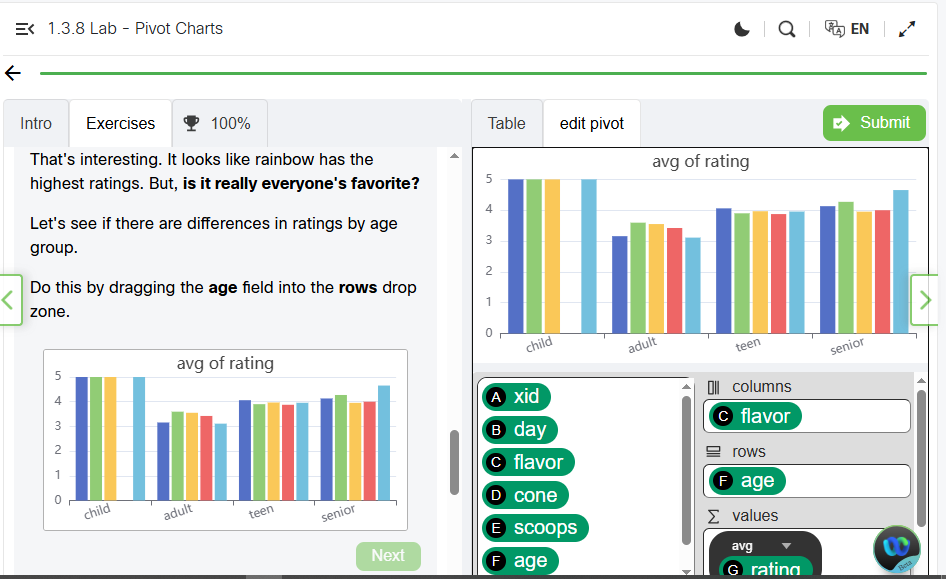 1.3.8 Lab - Pivot Charts
EN
Intro
Exercises
100%
That's interesting. It looks like rainbow has the
highest ratings. But, is it really everyone's favorite?
Let's see if there are differences in ratings by age
group.
Do this by dragging the age field into the rows drop
zone.
avg of rating
5
4
3
2
1
0
child
adult
teen
senior
Next
Table
edit pivot
Submit
avg of rating
5
4
3
2
1
0
child
adult
teen
senior
A xid
B day
C flavor
D cone
E scoops
F age
columns
C flavor
rows
F age
Σ values
avg
G rating
Beta